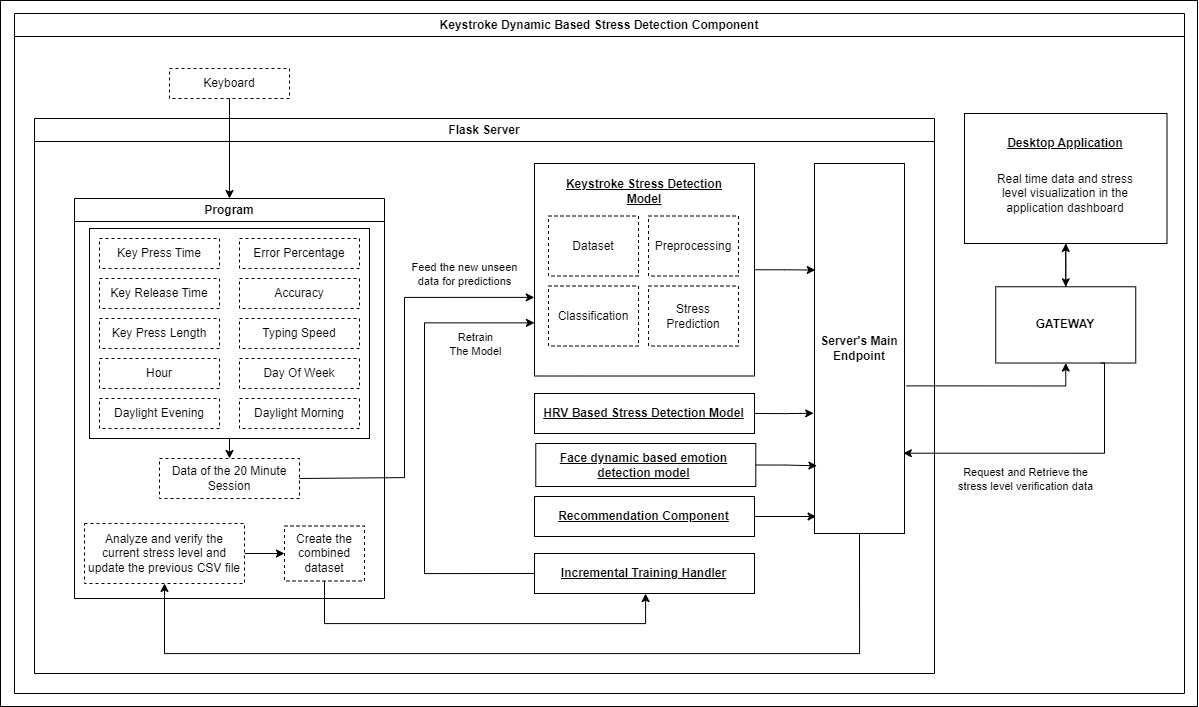 Keystroke Dynamic Based Stress Detection Component
Keyboard
Flask Server
Program
Key Press Time
Error Percentage
Key Release Time
Accuracy
Key Press Length
Typing Speed
Hour
Day Of Week
Daylight Evening
Daylight Morning
Data of the 20 Minute
Session
Analyze and verify the
current stress level and
update the previous CSV file
Create the
combined
dataset
Feed the new unseen
data for predictions
Retrain
The Model
Keystroke Stress Detection
Model
Dataset
Preprocessing
Classification
Stress
Prediction
HRV Based Stress Detection Model
Face dynamic based emotion
detection model
Recommendation Component
Incremental Training Handler
Server's Main
Endpoint
Desktop Application
Real time data and stress
level visualization in the
application dashboard
GATEWAY
Request and Retrieve the
stress level verification data